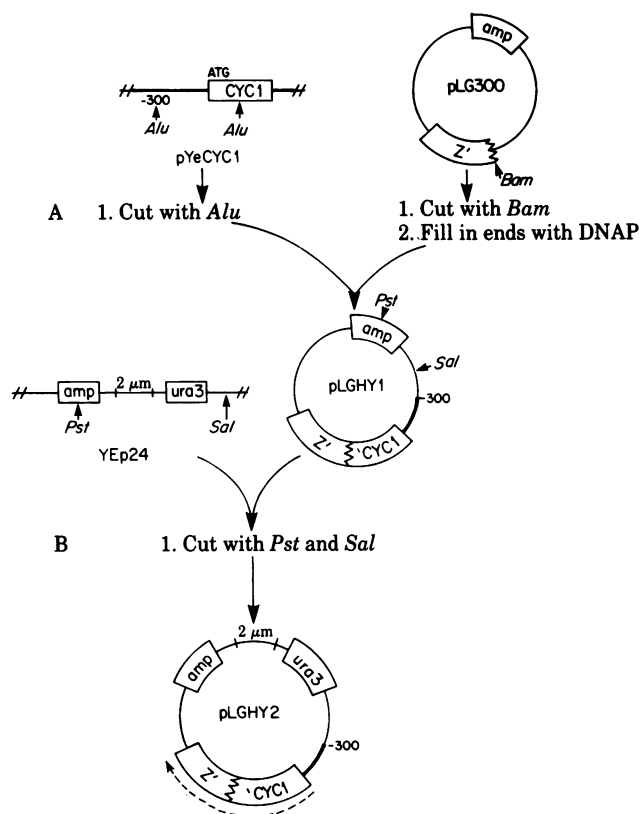 amp
pLG300
Z'
Bam
ATG
CYC1
-300
Alu
Alu
pYeCYC1
A 1. Cut with Alu
1. Cut with Bam
2. Fill in ends with DNAP
Pst
amp
Sal
pLGHY1
-300
Z' 'CYC1
amp 2 μm ura3
Pst
Sal
YEp24
B 1. Cut with Pst and Sal
2 μm
amp
ura3
pLGHY2
-300
Z' 'CYC1